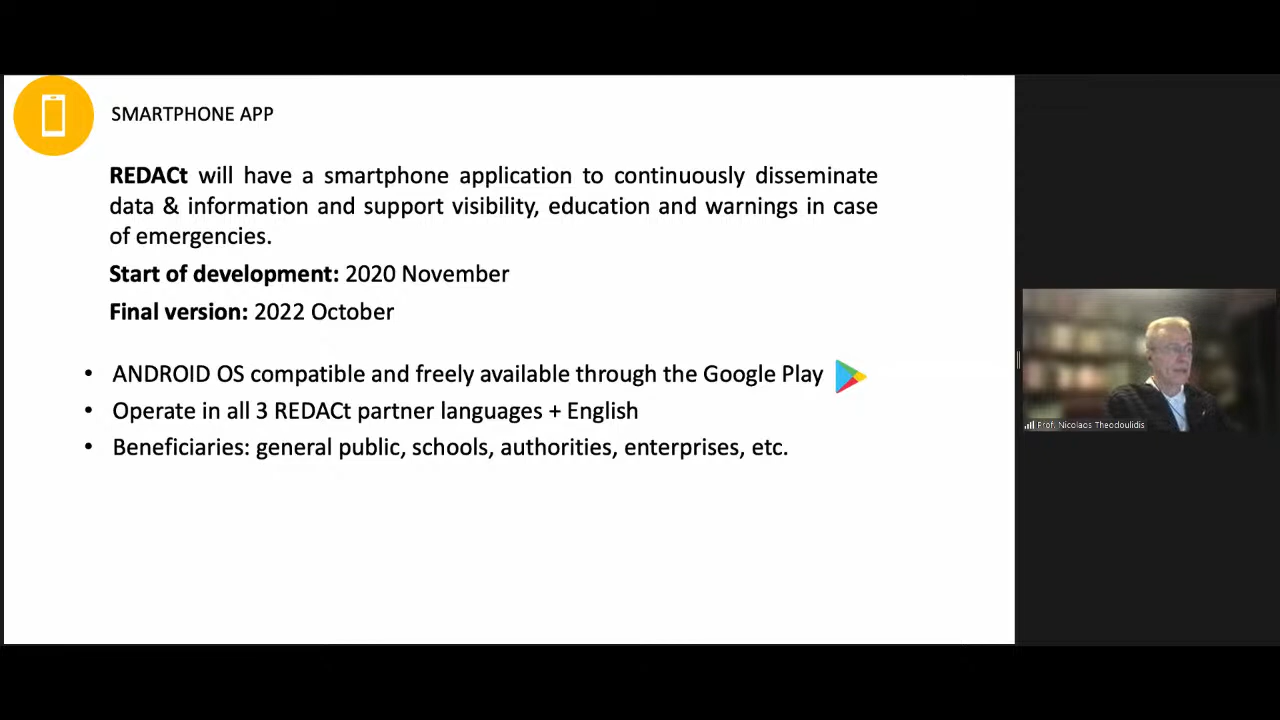 SMARTPHONE APP
REDACt will have a smartphone application to continuously disseminate
data & information and support visibility, education and warnings in case
of emergencies.
Start of development: 2020 November
Final version: 2022 October
• ANDROID OS compatible and freely available through the Google Play
• Operate in all 3 REDACt partner languages + English
• Beneficiaries: general public, schools, authorities, enterprises, etc.
Prof. Nicolaos Theodoulidis